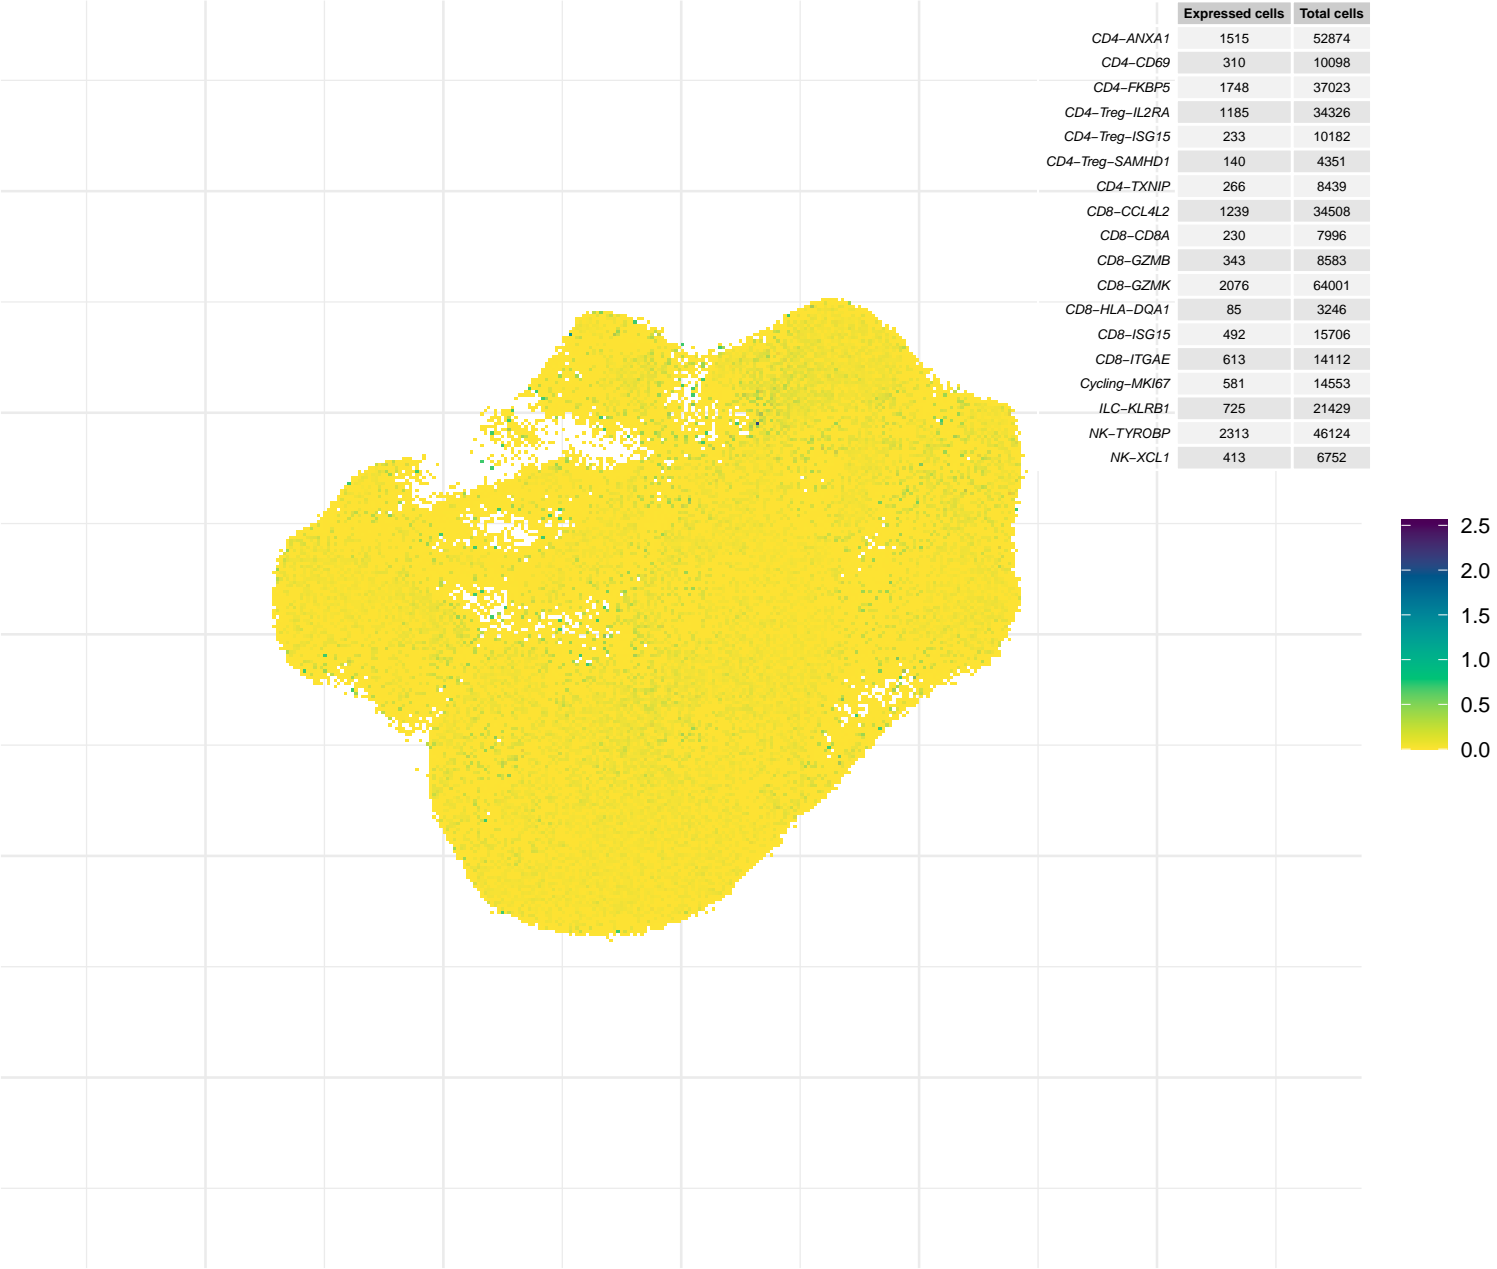 Expressed cells Total cells
CD4−ANXA1 1515 52874
CD4−CD69 310 10098
CD4−FKBP5 1748 37023
CD4−Treg−IL2RA 1185 34326
CD4−Treg−ISG15 233 10182
CD4−Treg−SAMHD1 140 4351
CD4−TXNIP 266 8439
CD8−CCL4L2 1239 34508
CD8−CD8A 230 7996
CD8−GZMB 343 8583
CD8−GZMK 2076 64001
CD8−HLA−DQA1 85 3246
CD8−ISG15 492 15706
CD8−ITGAE 613 14112
Cycling−MKI67 581 14553
ILC−KLRB1 725 21429
NK−TYROBP 2313 46124
NK−XCL1 413 6752
2.5
2.0
1.5
1.0
0.5
0.0